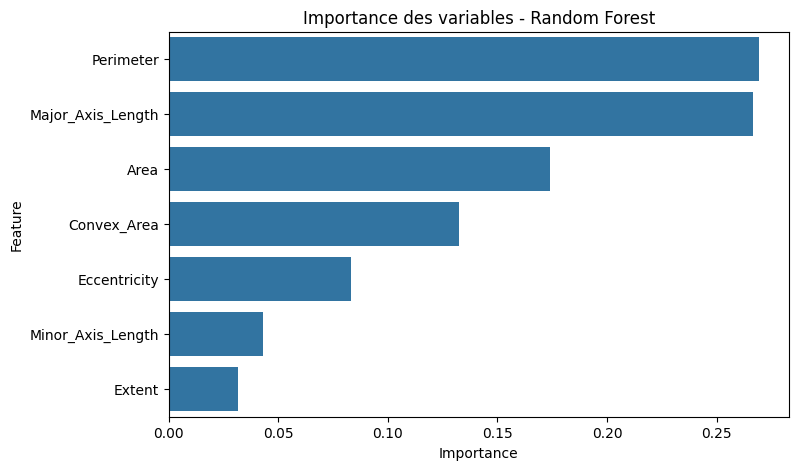 Importance des variables - Random Forest
Perimeter
Major_Axis_Length
Area
Convex_Area
Eccentricity
Minor_Axis_Length
Extent
Feature
0.00 0.05 0.10 0.15 0.20 0.25
Importance